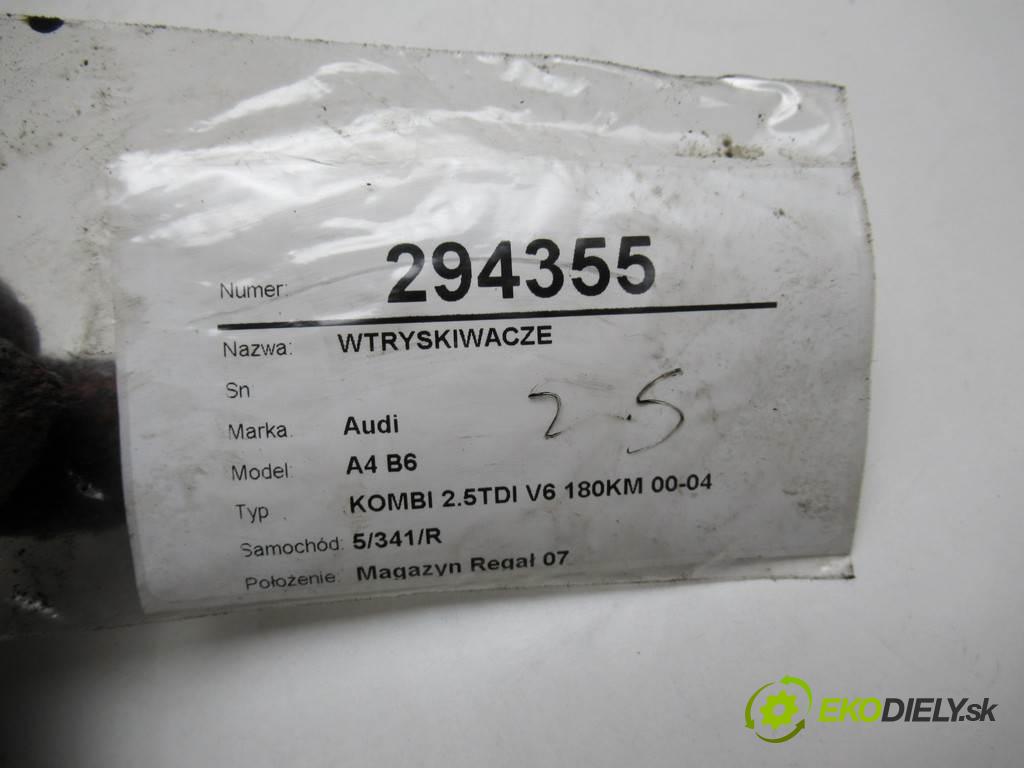 Numer: 294355
Nazwa: WTRYSKIWACZE
Sn
2.5
Marka. Audi
Model: A4 B6
Typ KOMBI 2.5TDI V6 180KM 00-04
Samochód: 5/341/R
Położenie: Magazyn Regał 07
EKODIELY.sk